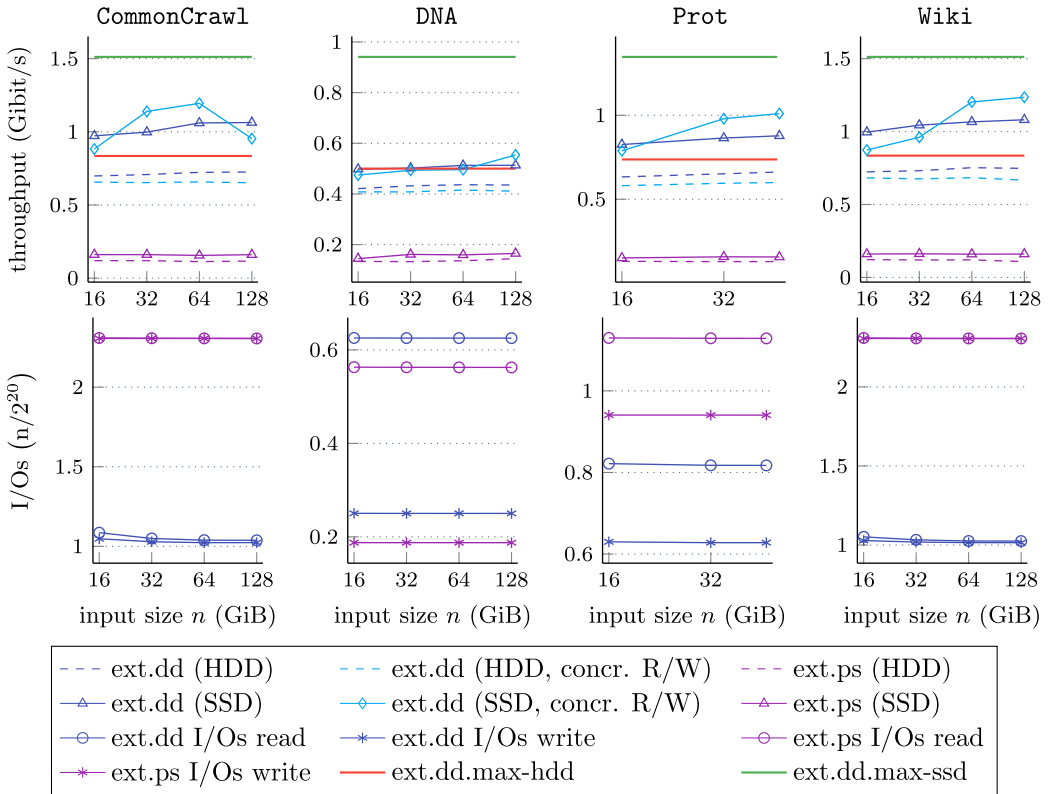 CommonCrawl DNA Prot Wiki
throughput (Gibit/s)
1.5
1
0.5
0
16 32 64 128
1
0.8
0.6
0.4
0.2
16 32 64 128
1
0.5
16 32
1.5
1
0.5
0
16 32 64 128
I/Os (n/2^20)
2
1.5
1
16 32 64 128
input size n (GiB)
0.6
0.4
0.2
16 32 64 128
input size n (GiB)
1
0.8
0.6
16 32
input size n (GiB)
2
1.5
1
16 32 64 128
input size n (GiB)
ext.dd (HDD) ext.dd (HDD, concr. R/W) ext.ps (HDD)
ext.dd (SSD) ext.dd (SSD, concr. R/W) ext.ps (SSD)
ext.dd I/Os read ext.dd I/Os write ext.ps I/Os read
ext.ps I/Os write ext.dd.max-hdd ext.dd.max-ssd